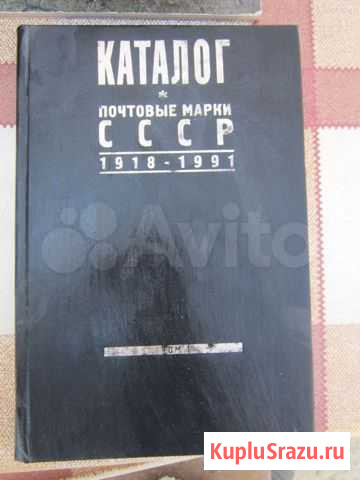 КАТАЛОГ
*
ПОЧТОВЫЕ МАРКИ
СССР
1918-1991
Avito
KupluSrazu.ru